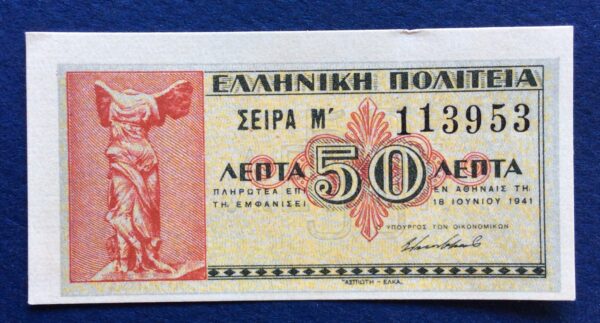 ΕΛΛΗΝΙΚΗ ΠΟΛΙΤΕΙΑ
ΣΕΙΡΑ Μ' 113953
ΛΕΠΤΑ 50 ΛΕΠΤΑ
ΠΛΗΡΩΤΕΑ ΕΠΙ
ΤΗ ΕΜΦΑΝΙΣΕΙ
ΕΝ ΑΘΗΝΑΙΣ ΤΗ
18 ΙΟΥΝΙΟΥ 1941
ΥΠΟΥΡΓΟΣ ΤΩΝ ΟΙΚΟΝΟΜΙΚΩΝ
"ΑΣΠΙΩΤΗ - ΕΛΚΑ.